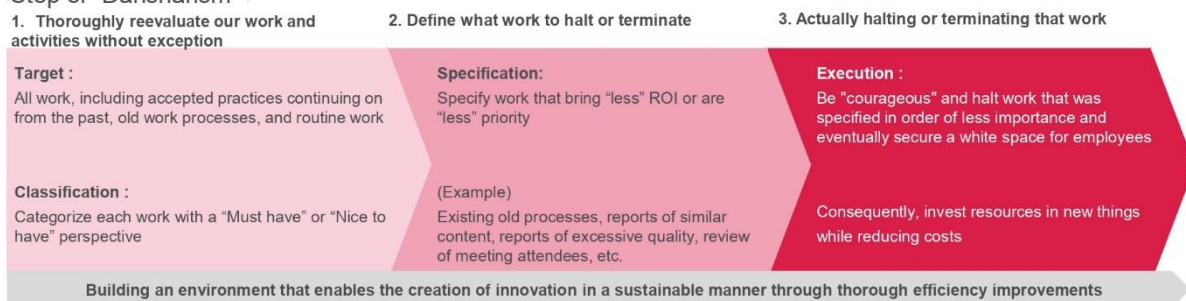 1. Thoroughly reevaluate our work and
activities without exception
2. Define what work to halt or terminate
3. Actually halting or terminating that work
Target :
All work, including accepted practices continuing on
from the past, old work processes, and routine work
Classification :
Categorize each work with a “Must have” or “Nice to
have” perspective
Specification:
Specify work that bring “less” ROI or are
“less” priority
(Example)
Existing old processes, reports of similar
content, reports of excessive quality, review
of meeting attendees, etc.
Execution :
Be "courageous" and halt work that was
specified in order of less importance and
eventually secure a white space for employees
Consequently, invest resources in new things
while reducing costs
Building an environment that enables the creation of innovation in a sustainable manner through thorough efficiency improvements